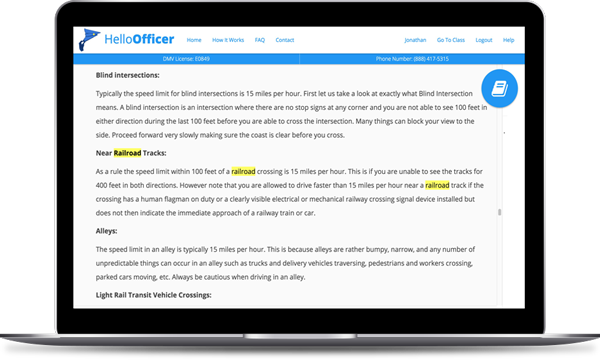 HelloOfficer
Home How It Works FAQ Contact Jonathan Go To Class Logout Help
DMV License: E0849 Phone Number: (888) 417-5315
Blind intersections:
Typically the speed limit for blind intersections is 15 miles per hour. First let us take a look at exactly what Blind Intersection
means. A blind intersection is an intersection where there are no stop signs at any corner and you are not able to see 100 feet in
either direction during the last 100 feet before you are able to cross the intersection. Many things can block your view to the
side. Proceed forward very slowly making sure the coast is clear before you cross.
Near Railroad Tracks:
As a rule the speed limit within 100 feet of a railroad crossing is 15 miles per hour. This is if you are unable to see the tracks for
400 feet in both directions. However note that you are allowed to drive faster than 15 miles per hour near a railroad track if the
crossing has a human flagman on duty or a clearly visible electrical or mechanical railway crossing signal device installed but
does not then indicate the immediate approach of a railway train or car.
Alleys:
The speed limit in an alley is typically 15 miles per hour. This is because alleys are rather bumpy, narrow, and any number of
unpredictable things can occur in an alley such as trucks and delivery vehicles traversing, pedestrians and workers crossing,
parked cars moving, etc. Always be cautious when driving in an alley.
Light Rail Transit Vehicle Crossings: